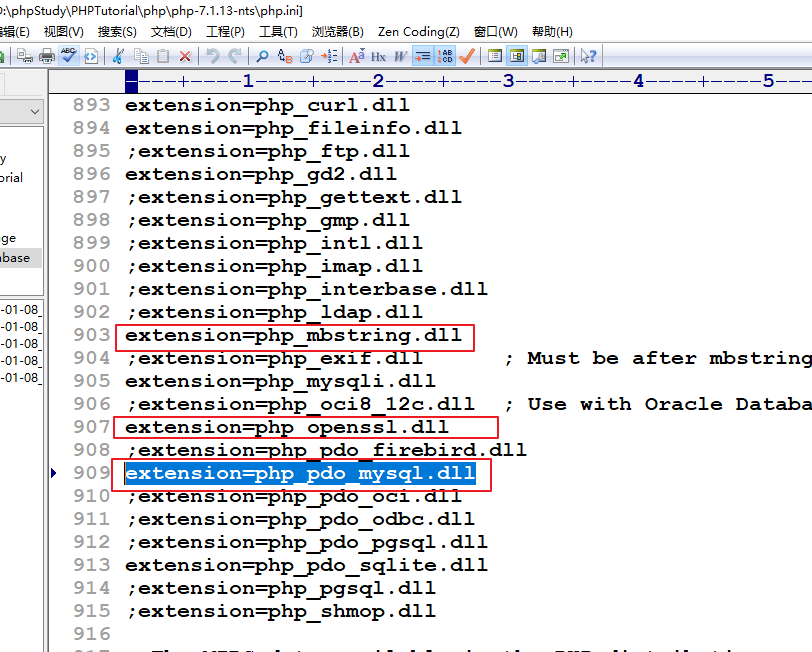 :\phpStudy\PHPTutorial\php\php-7.1.13-nts\php.ini]
编辑(E) 视图(V) 搜索(S) 文档(D) 工程(P) 工具(T) 浏览器(B) Zen Coding(Z) 窗口(W) 帮助(H)
1 2 3 4 5
893 extension=php_curl.dll
894 extension=php_fileinfo.dll
895 ;extension=php_ftp.dll
896 extension=php_gd2.dll
897 ;extension=php_gettext.dll
898 ;extension=php_gmp.dll
899 ;extension=php_intl.dll
900 ;extension=php_imap.dll
901 ;extension=php_interbase.dll
902 ;extension=php_ldap.dll
903 extension=php_mbstring.dll
904 ;extension=php_exif.dll ; Must be after mbstring
905 extension=php_mysqli.dll
906 ;extension=php_oci8_12c.dll ; Use with Oracle Databa
907 extension=php_openssl.dll
908 ;extension=php_pdo_firebird.dll
909 extension=php_pdo_mysql.dll
910 ;extension=php_pdo_oci.dll
911 ;extension=php_pdo_odbc.dll
912 ;extension=php_pdo_pgsql.dll
913 extension=php_pdo_sqlite.dll
914 ;extension=php_pgsql.dll
915 ;extension=php_shmop.dll
916
y
orial
ge
base
-01-08_
-01-08_
-01-08_
-01-08_
-01-08_